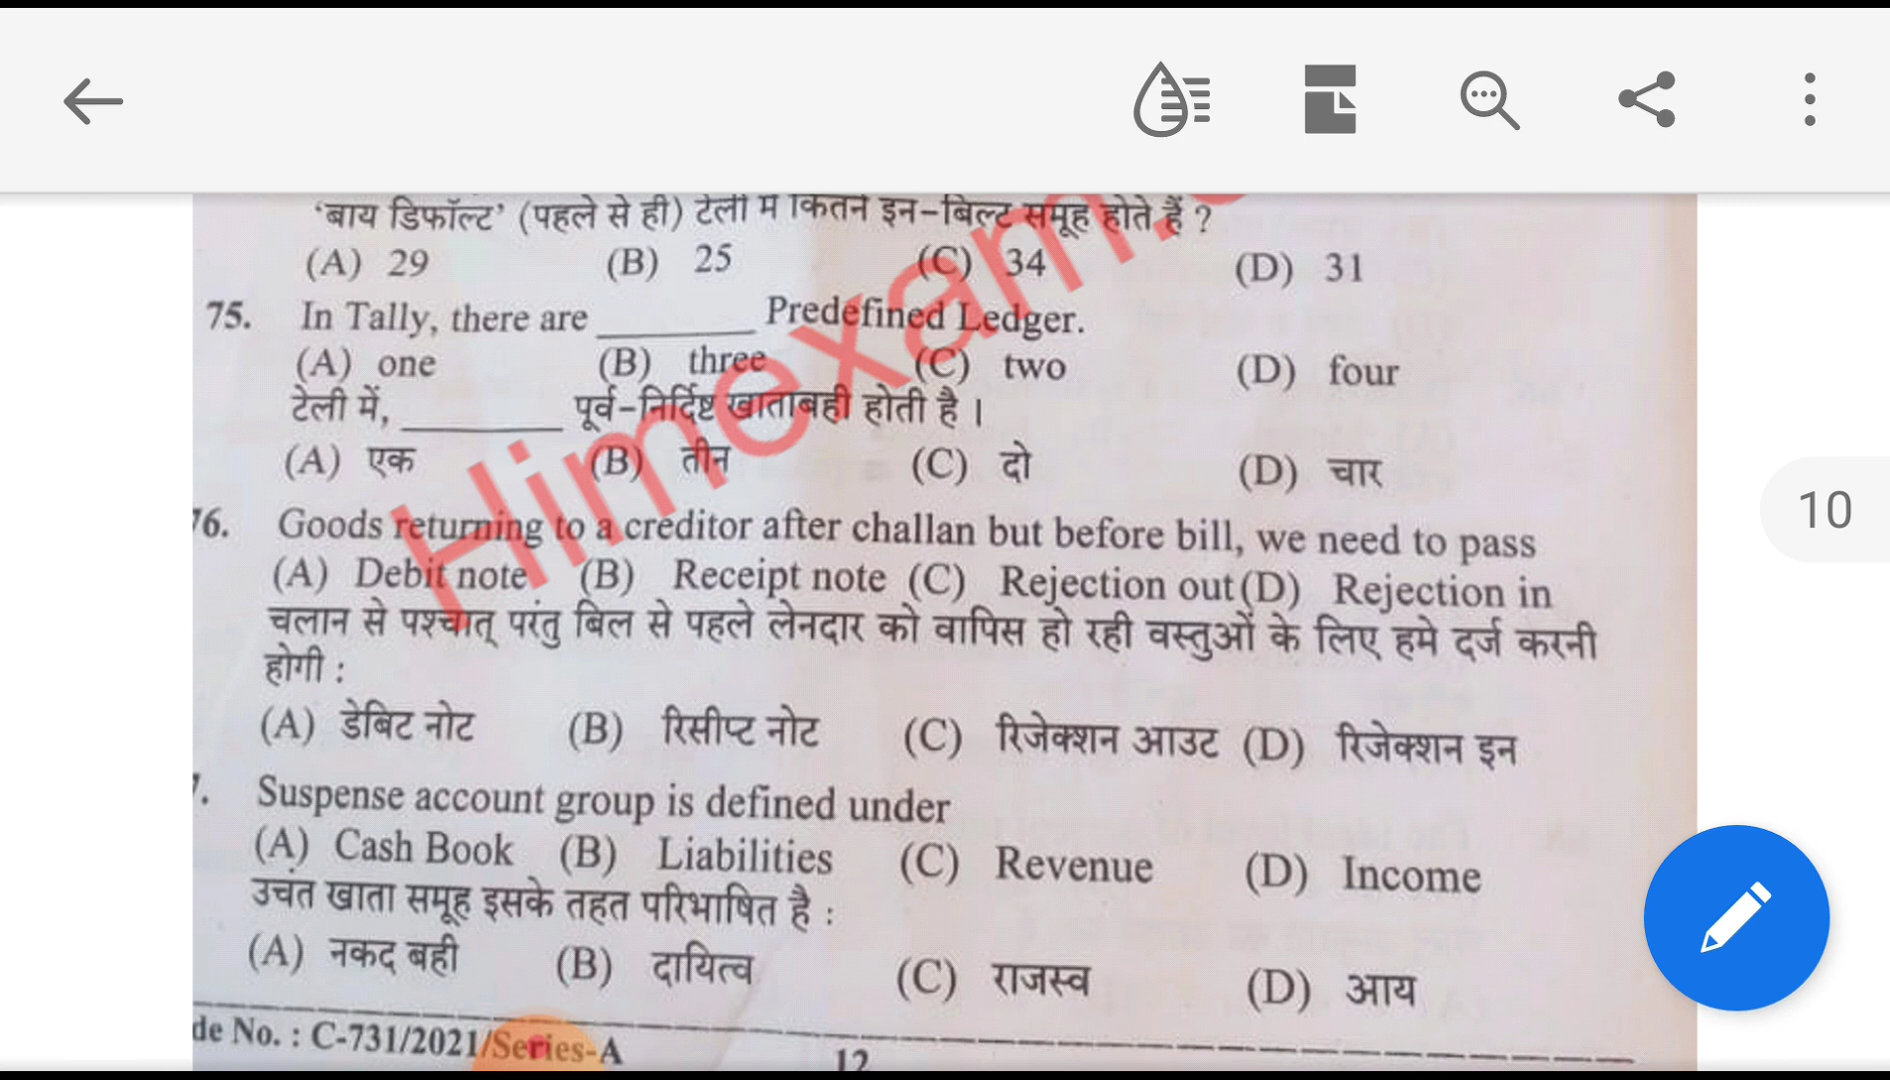 ‘बाय डिफॉल्ट’ (पहले से ही) टेली में कितने इन-बिल्ट समूह होते हैं ?
(A) 29 (B) 25 (C) 34 (D) 31
75. In Tally, there are ________ Predefined Ledger.
(A) one (B) three (C) two (D) four
टेली में, ________ पूर्व-निर्दिष्ट खाताबही होती है ।
(A) एक (B) तीन (C) दो (D) चार
76. Goods returning to a creditor after challan but before bill, we need to pass
(A) Debit note (B) Receipt note (C) Rejection out (D) Rejection in
चलान से पश्चात् परंतु बिल से पहले लेनदार को वापिस हो रही वस्तुओं के लिए हमे दर्ज करनी
होगी :
(A) डेबिट नोट (B) रिसीप्ट नोट (C) रिजेक्शन आउट (D) रिजेक्शन इन
7. Suspense account group is defined under
(A) Cash Book (B) Liabilities (C) Revenue (D) Income
उचंत खाता समूह इसके तहत परिभाषित है :
(A) नकद बही (B) दायित्व (C) राजस्व (D) आय
de No. : C-731/2021/Series-A 12
Himexam.
10